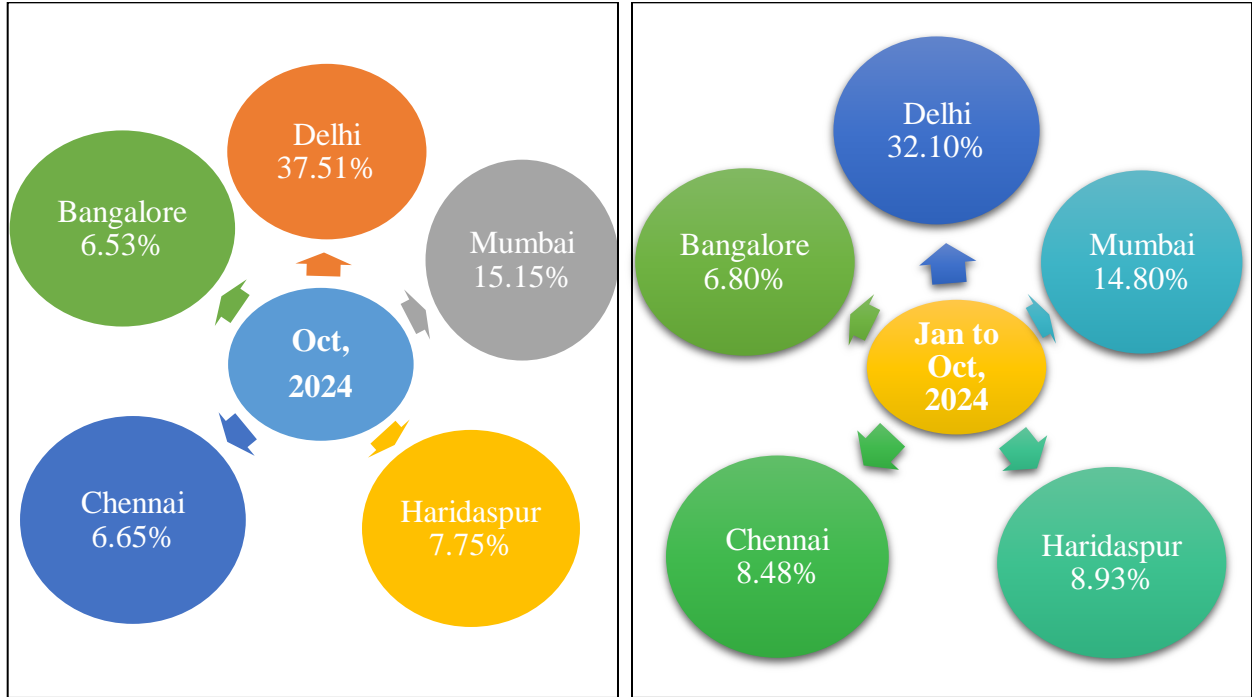 Delhi
37.51%
Mumbai
15.15%
Haridaspur
7.75%
Chennai
6.65%
Bangalore
6.53%
Oct,
2024
Delhi
32.10%
Mumbai
14.80%
Haridaspur
8.93%
Chennai
8.48%
Bangalore
6.80%
Jan to
Oct,
2024